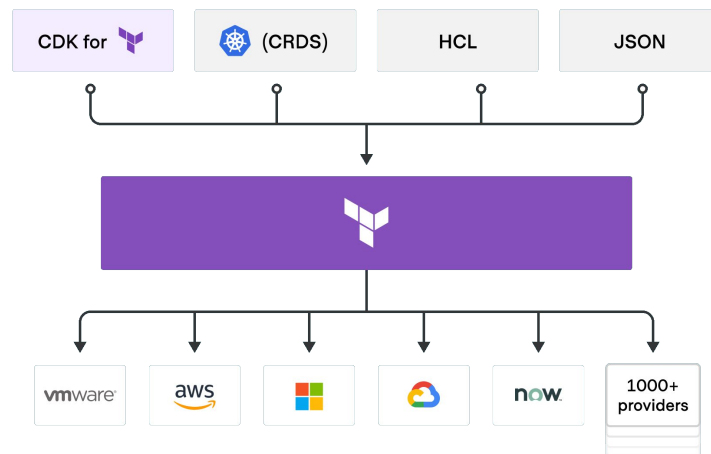 CDK for
(CRDS)
HCL
JSON
vmware®
aws
now.
1000+
providers